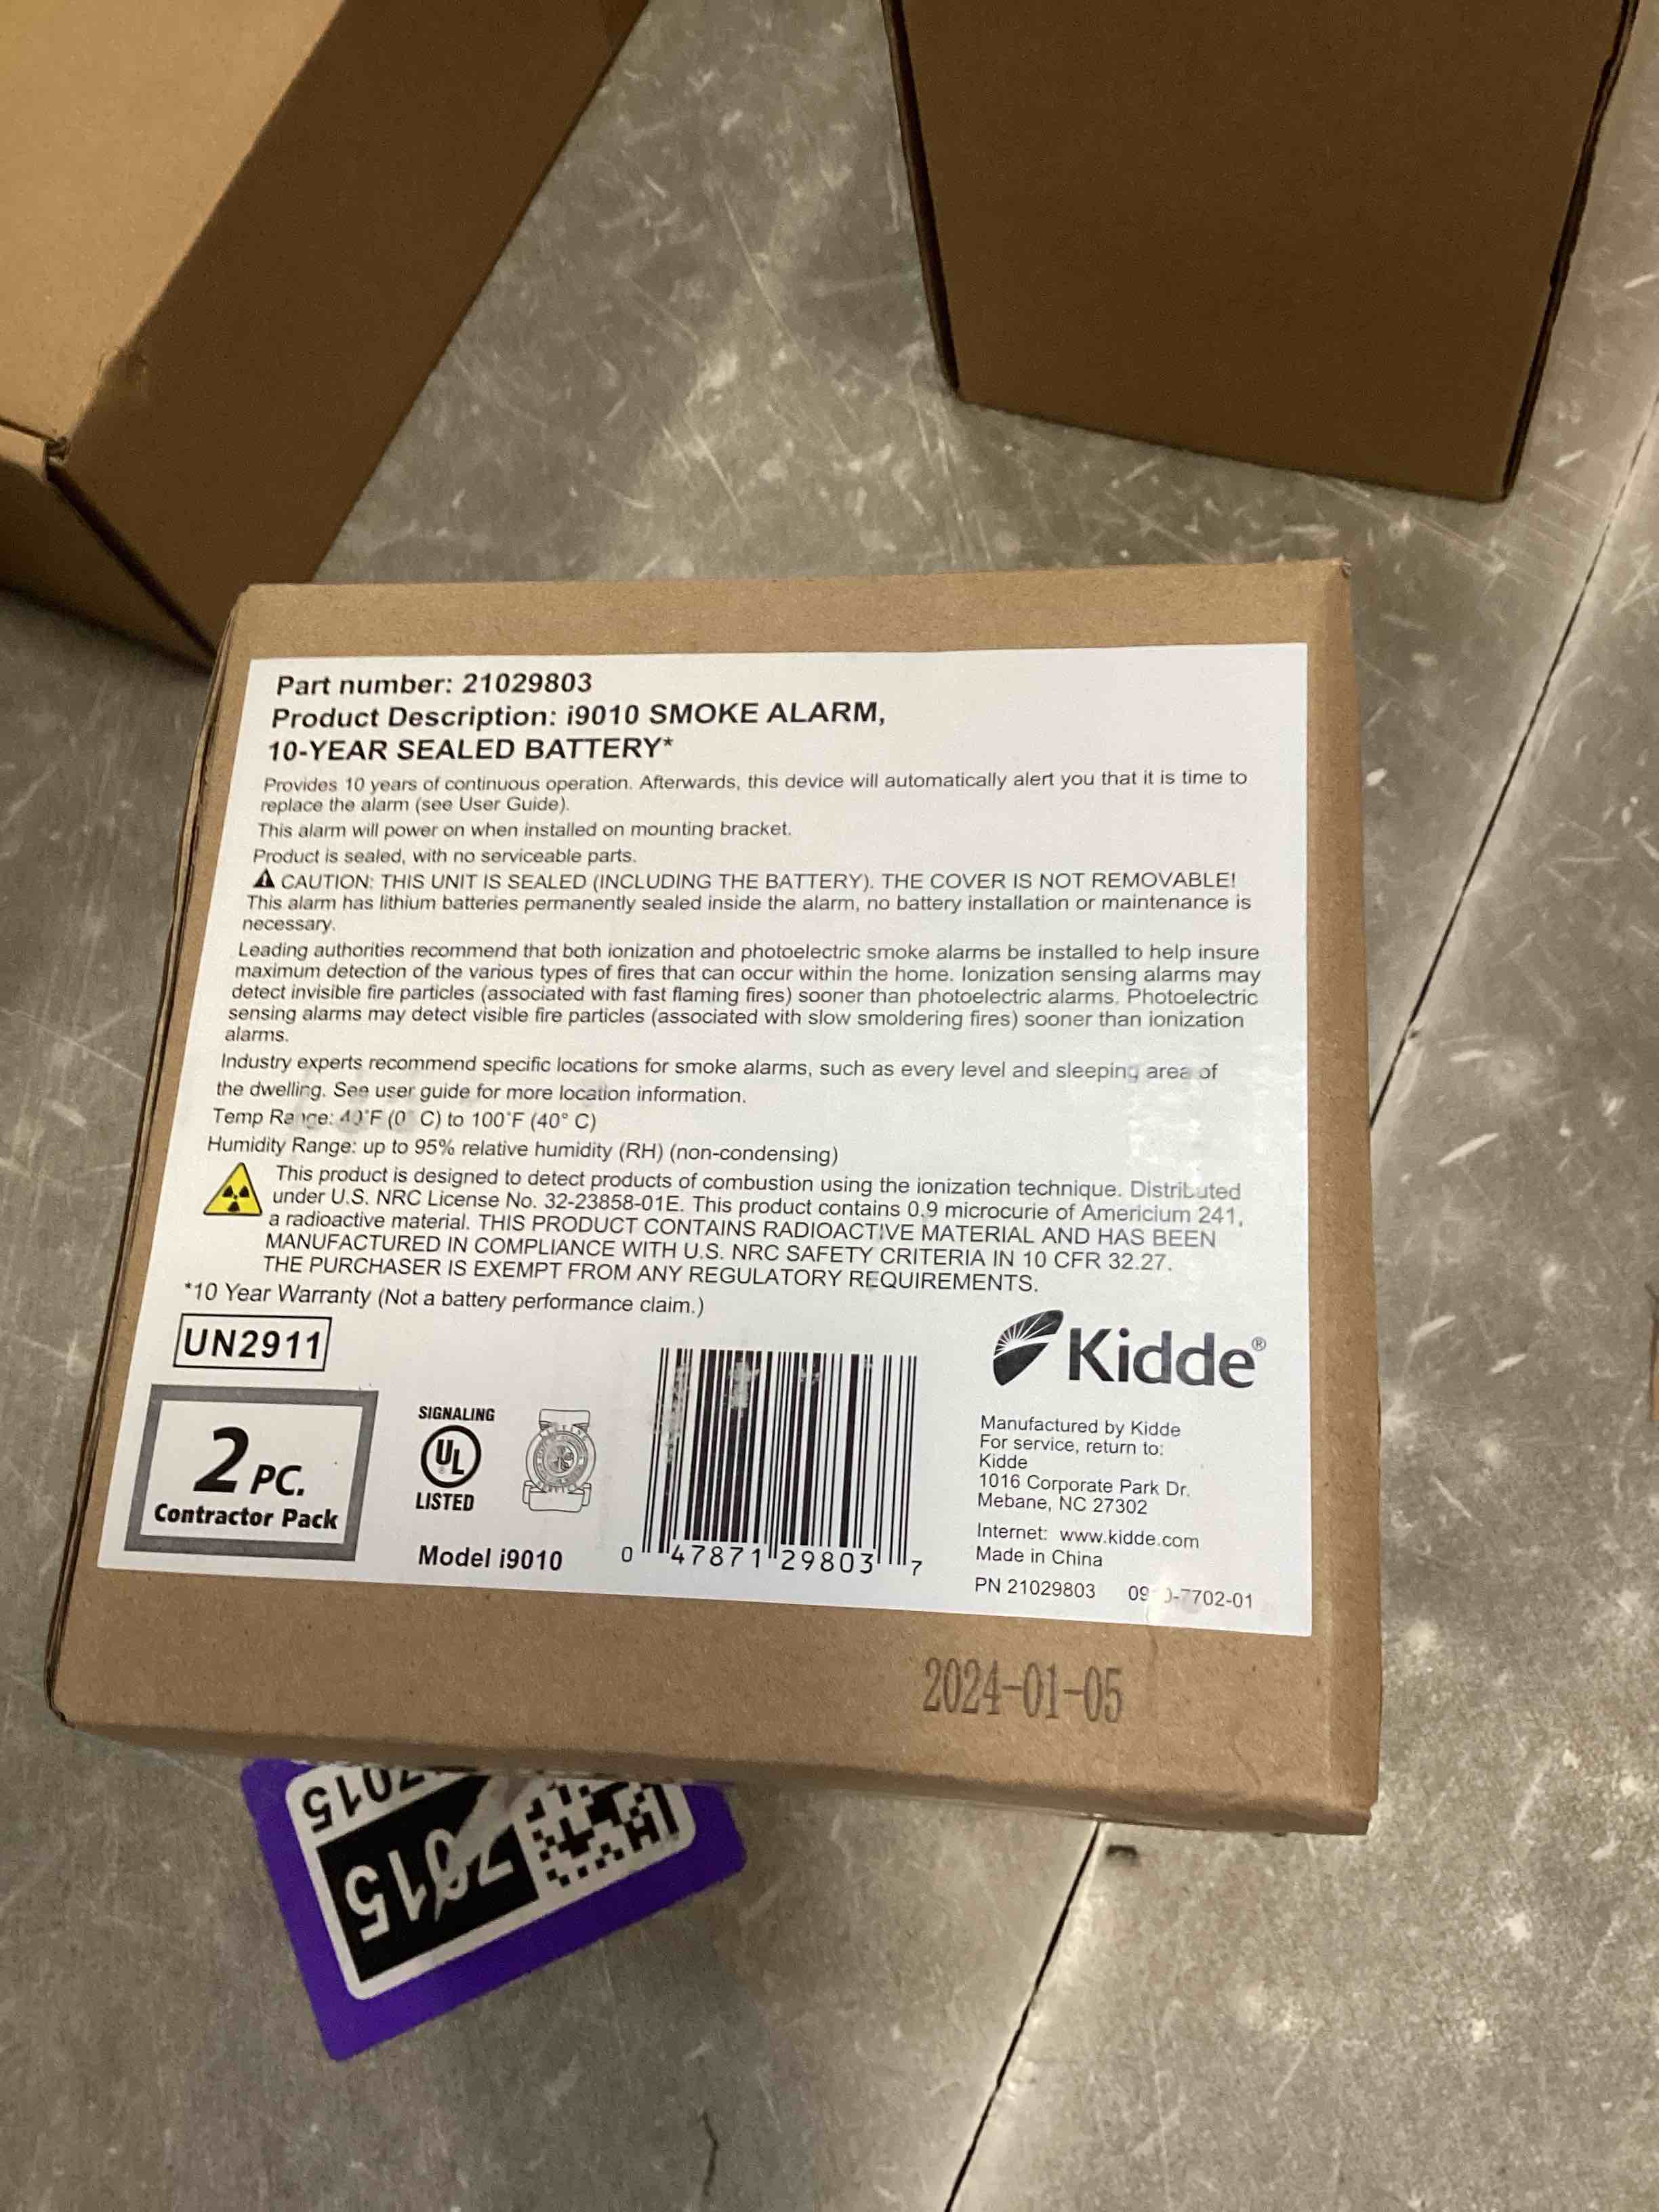 Part number: 21029803
Product Description: i9010 SMOKE ALARM,
10-YEAR SEALED BATTERY*
Provides 10 years of continuous operation. Afterwards, this device will automatically alert you that it is time to
replace the alarm (see User Guide).
This alarm will power on when installed on mounting bracket.
Product is sealed, with no serviceable parts.
CAUTION: THIS UNIT IS SEALED (INCLUDING THE BATTERY). THE COVER IS NOT REMOVABLE!
This alarm has lithium batteries permanently sealed inside the alarm, no battery installation or maintenance is
necessary.
Leading authorities recommend that both ionization and photoelectric smoke alarms be installed to help insure
maximum detection of the various types of fires that can occur within the home. Ionization sensing alarms may
detect invisible fire particles (associated with fast flaming fires) sooner than photoelectric alarms. Photoelectric
sensing alarms may detect visible fire particles (associated with slow smoldering fires) sooner than ionization
alarms.
Industry experts recommend specific locations for smoke alarms, such as every level and sleeping area of
the dwelling. See user guide for more location information.
Temp Range: 40°F (0° C) to 100°F (40° C)
Humidity Range: up to 95% relative humidity (RH) (non-condensing)
This product is designed to detect products of combustion using the ionization technique. Distributed
under U.S. NRC License No. 32-23858-01E. This product contains 0.9 microcurie of Americium 241,
a radioactive material. THIS PRODUCT CONTAINS RADIOACTIVE MATERIAL AND HAS BEEN
MANUFACTURED IN COMPLIANCE WITH U.S. NRC SAFETY CRITERIA IN 10 CFR 32.27.
THE PURCHASER IS EXEMPT FROM ANY REGULATORY REQUIREMENTS.
*10 Year Warranty (Not a battery performance claim.)
UN2911
2 PC.
Contractor Pack
SIGNALING
UL
LISTED
Model i9010
0 47871 29803 7
Kidde®
Manufactured by Kidde
For service, return to:
Kidde
1016 Corporate Park Dr.
Mebane, NC 27302
Internet: www.kidde.com
Made in China
PN 21029803
2024-01-05
7015
7015